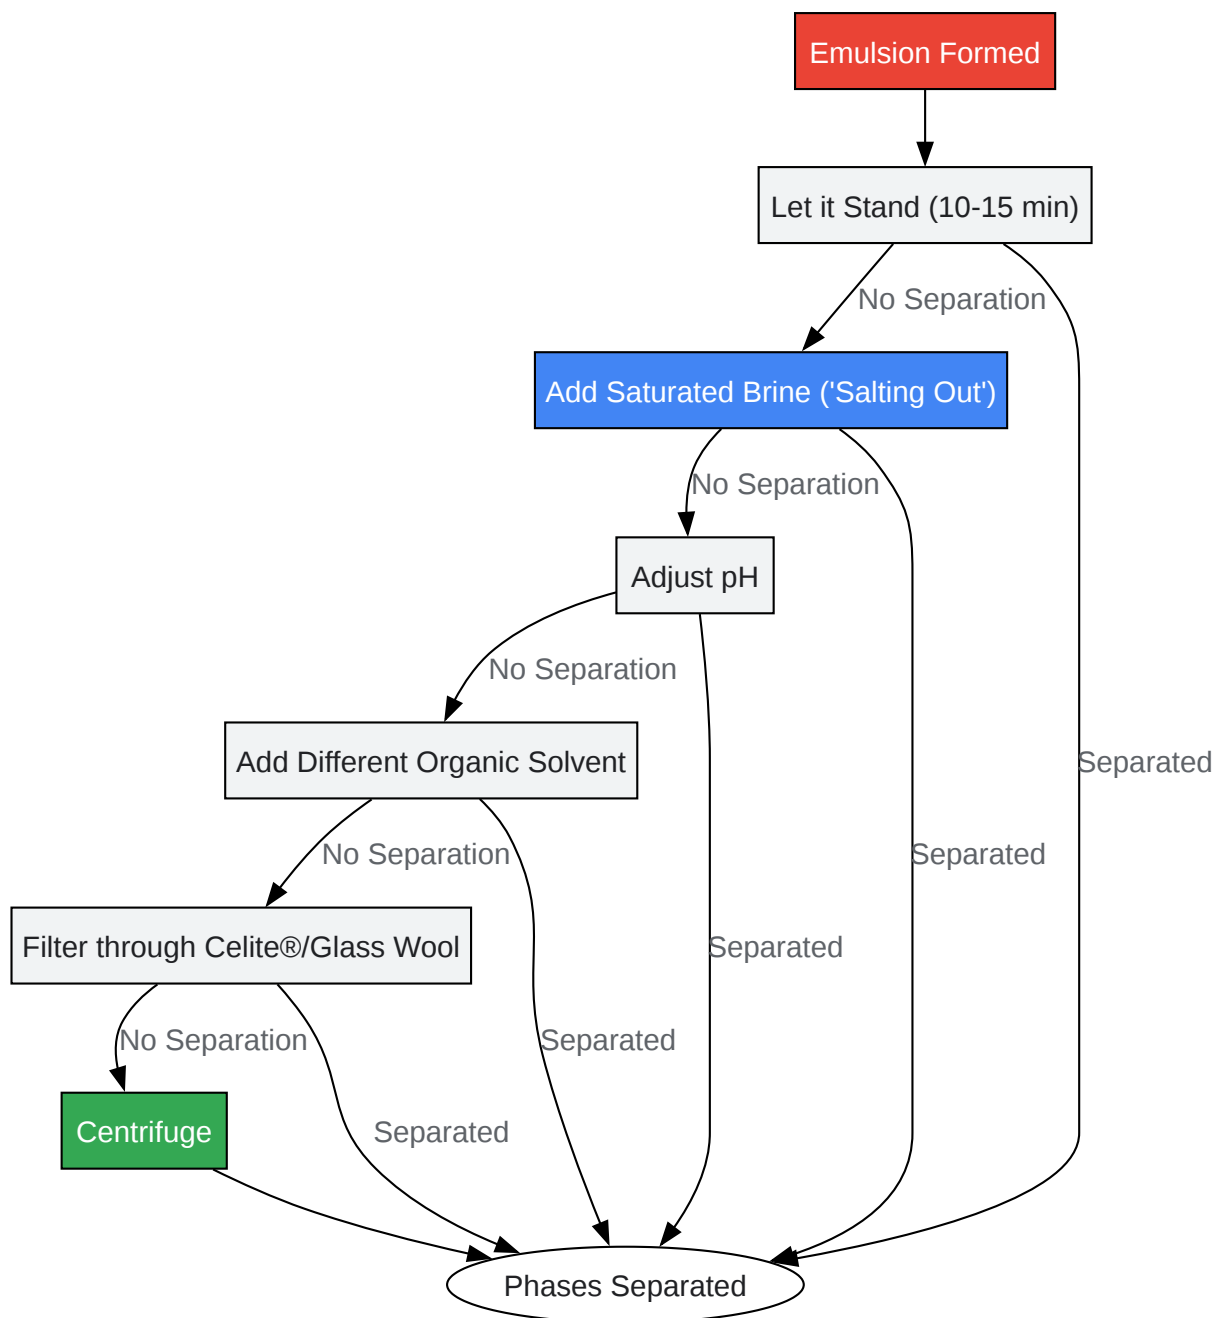 Emulsion Formed
Let it Stand (10-15 min)
No Separation
Add Saturated Brine ('Salting Out')
No Separation
Adjust pH
No Separation
Add Different Organic Solvent
Separated
No Separation
Separated
Filter through Celite®/Glass Wool
Separated
No Separation
Separated
Centrifuge
Separated
Phases Separated